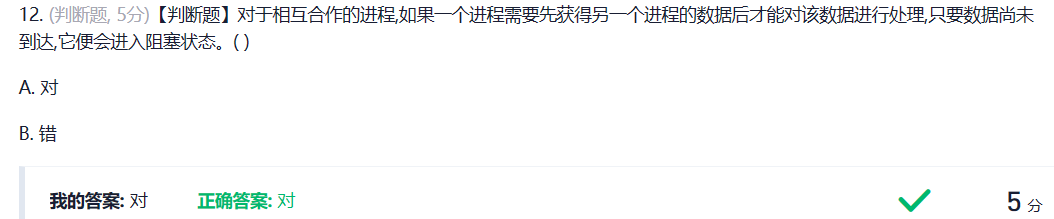 12. (判断题, 5分)【判断题】对于相互合作的进程,如果一个进程需要先获得另一个进程的数据后才能对该数据进行处理,只要数据尚未
到达,它便会进入阻塞状态。( )
A. 对
B. 错
我的答案: 对 正确答案: 对 5 分